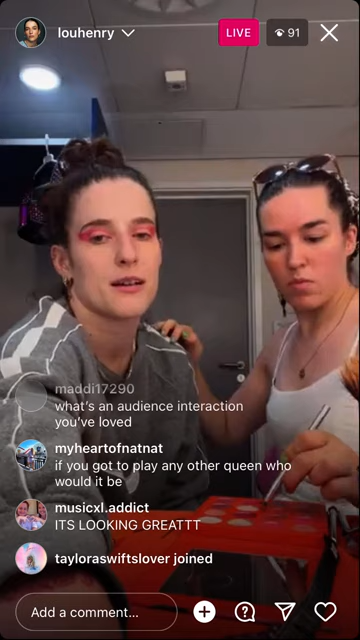 louhenry
LIVE
91
maddi17290
what's an audience interaction
you've loved
myheartofnatnat
if you got to play any other queen who
would it be
musicxl.addict
ITS LOOKING GREATTT
tayloraswiftslover joined
Add a comment...